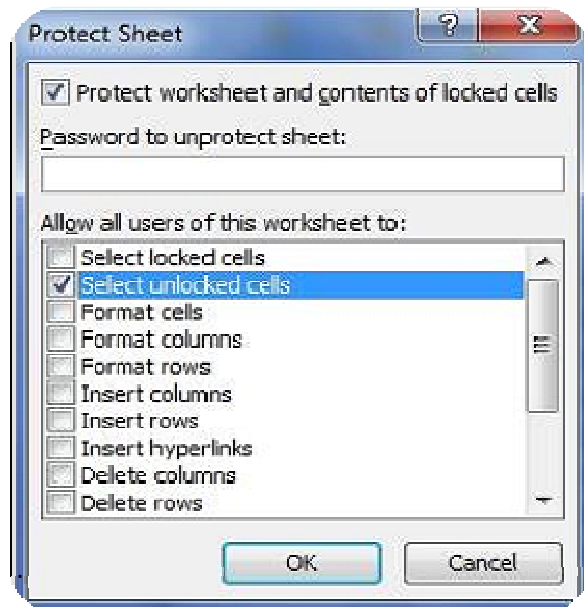 Protect Sheet
Protect worksheet and contents of locked cells
Password to unprotect sheet:
Allow all users of this worksheet to:
Select locked cells
Select unlocked cells
Format cells
Format columns
Format rows
Insert columns
Insert rows
Insert hyperlinks
Delete columns
Delete rows
OK Cancel